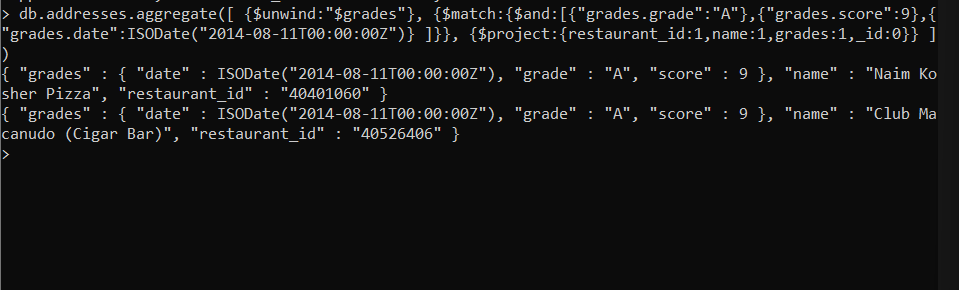 > db.addresses.aggregate([ {$unwind:"$grades"}, {$match:{$and:[{"grades.grade":"A"},{"grades.score":9},{
"grades.date":ISODate("2014-08-11T00:00:00Z")} ]}}, {$project:{restaurant_id:1,name:1,grades:1,_id:0}} ]
)
{ "grades" : { "date" : ISODate("2014-08-11T00:00:00Z"), "grade" : "A", "score" : 9 }, "name" : "Naim Ko
sher Pizza", "restaurant_id" : "40401060" }
{ "grades" : { "date" : ISODate("2014-08-11T00:00:00Z"), "grade" : "A", "score" : 9 }, "name" : "Club Ma
canudo (Cigar Bar)", "restaurant_id" : "40526406" }
>